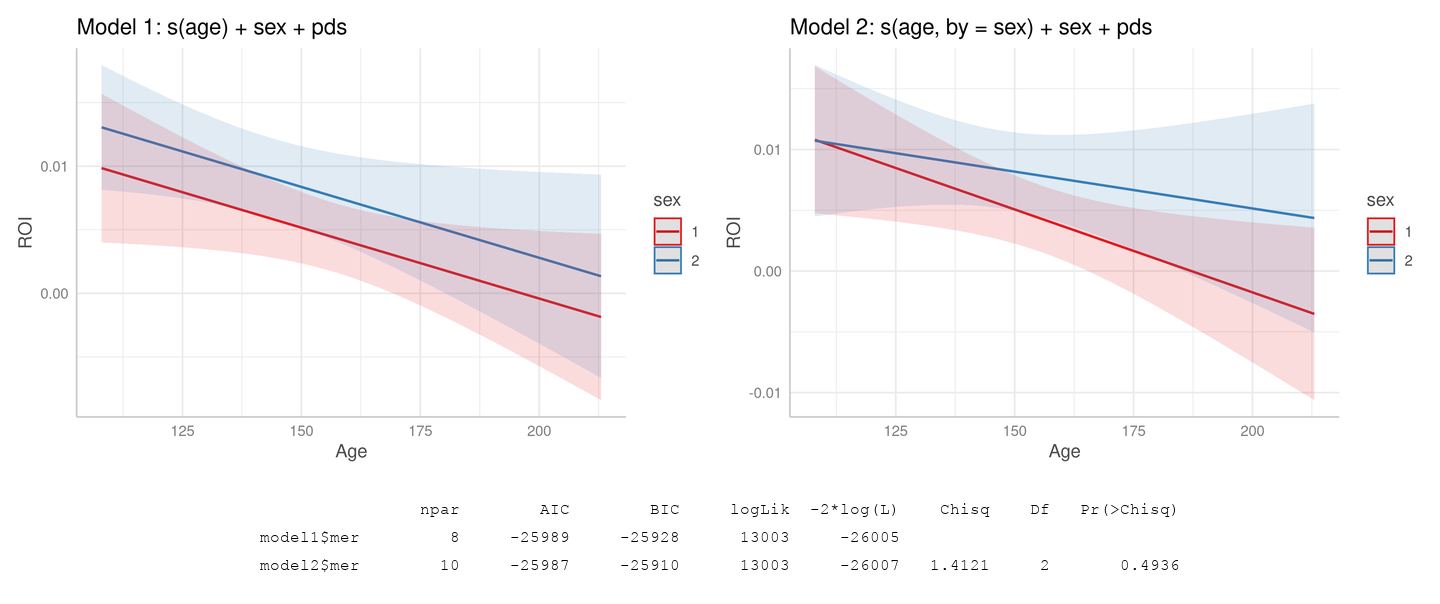 Model 1: s(age) + sex + pds
0.01
0.00
ROI
125 150 175 200
Age
sex
1
2
Model 2: s(age, by = sex) + sex + pds
0.01
0.00
-0.01
ROI
125 150 175 200
Age
sex
1
2
npar AIC BIC logLik -2*log(L) Chisq Df Pr(>Chisq)
model1$mer 8 -25989 -25928 13003 -26005
model2$mer 10 -25987 -25910 13003 -26007 1.4121 2 0.4936